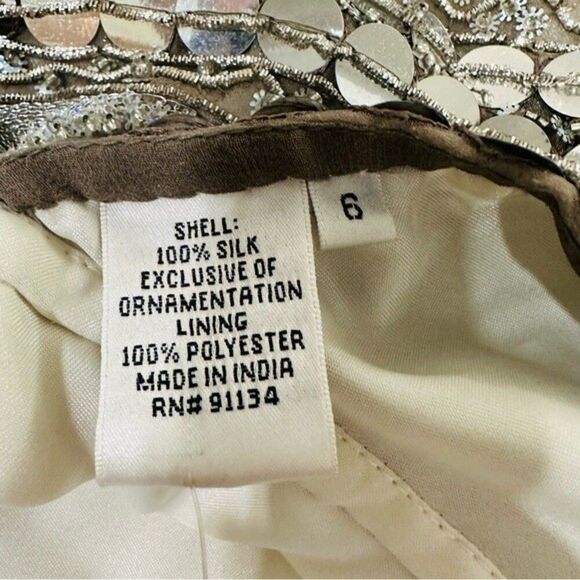 SHELL:
100% SILK
EXCLUSIVE OF
ORNAMENTATION
LINING
100% POLYESTER
MADE IN INDIA
RN# 91134
6